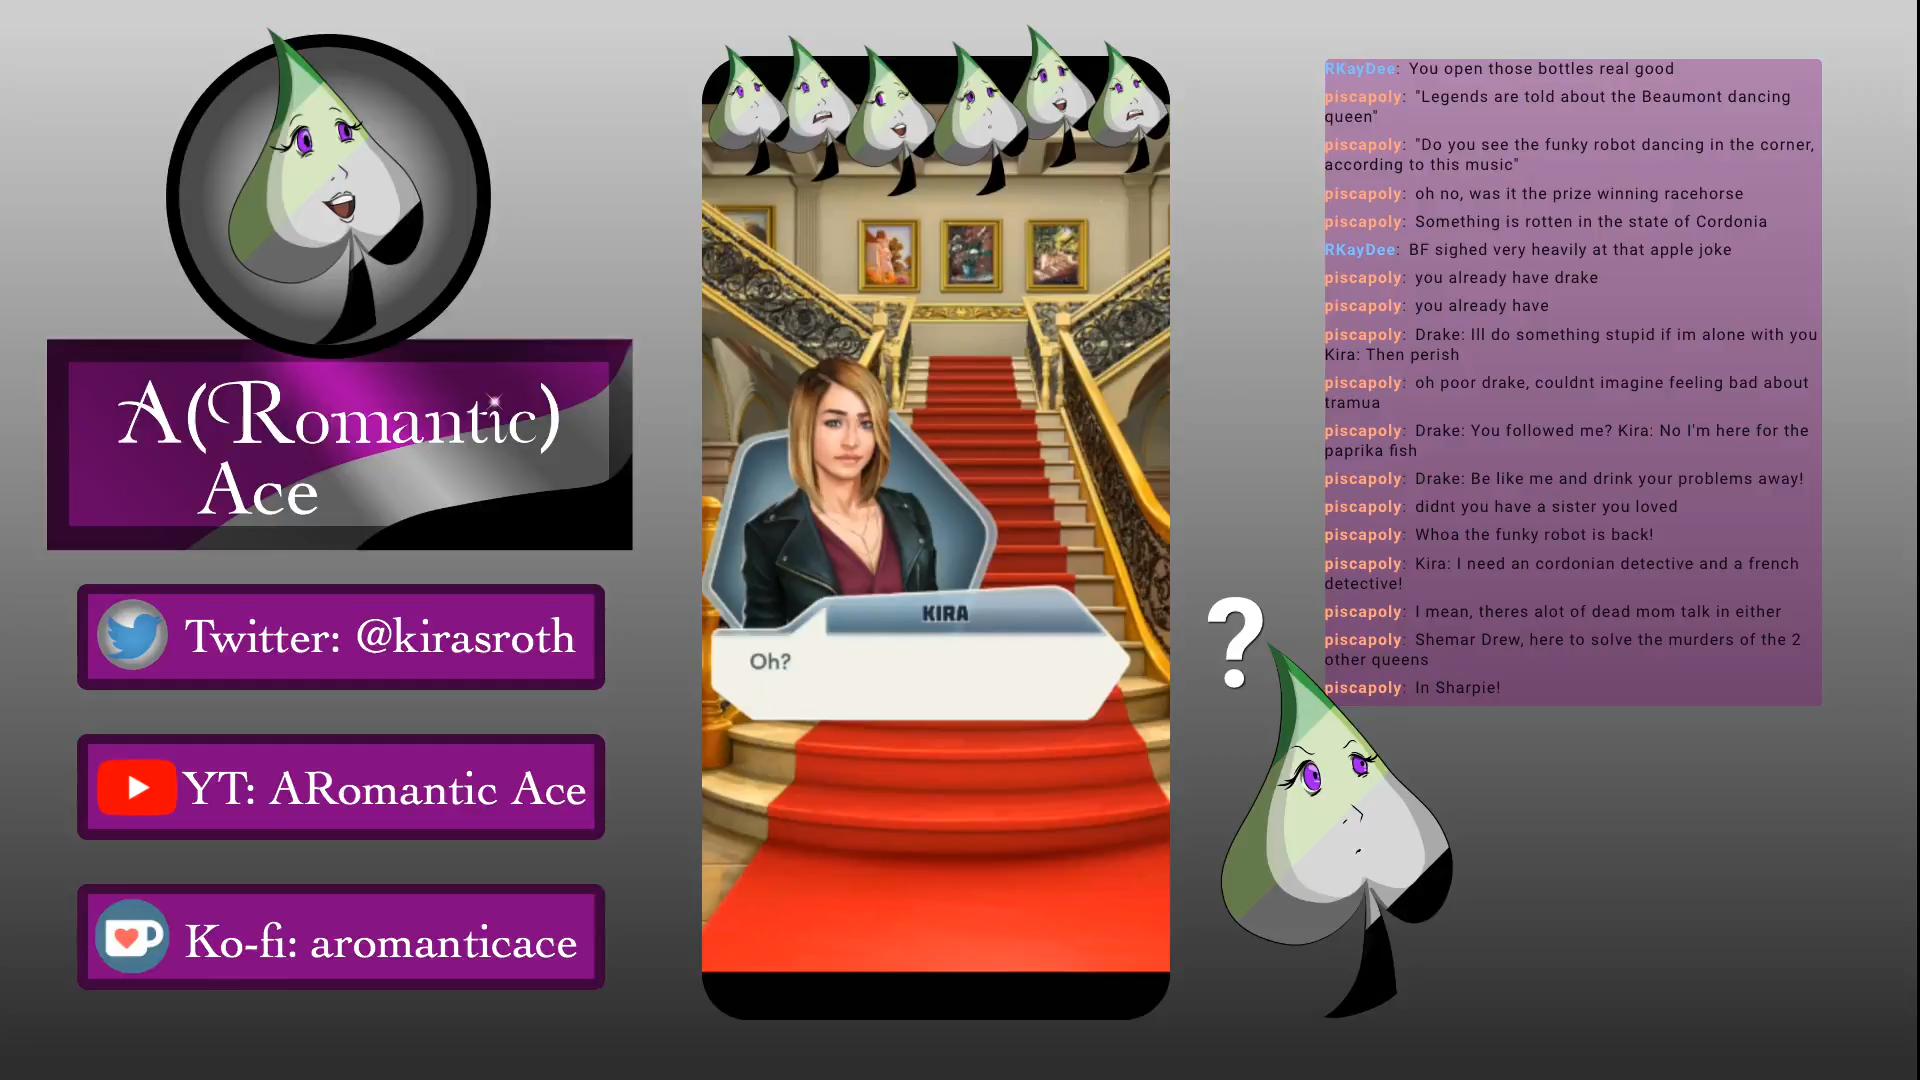 A(Romantic)
Ace
Twitter: @kirasroth
YT: ARomantic Ace
Ko-fi: aromanticace
KIRA
Oh?
?
RKayDee: You open those bottles real good
piscapoly: "Legends are told about the Beaumont dancing
queen"
piscapoly: "Do you see the funky robot dancing in the corner,
according to this music"
piscapoly: oh no, was it the prize winning racehorse
piscapoly: Something is rotten in the state of Cordonia
RKayDee: BF sighed very heavily at that apple joke
piscapoly: you already have drake
piscapoly: you already have
piscapoly: Drake: Ill do something stupid if im alone with you
Kira: Then perish
piscapoly: oh poor drake, couldnt imagine feeling bad about
tramua
piscapoly: Drake: You followed me? Kira: No I'm here for the
paprika fish
piscapoly: Drake: Be like me and drink your problems away!
piscapoly: didnt you have a sister you loved
piscapoly: Whoa the funky robot is back!
piscapoly: Kira: I need an cordonian detective and a french
detective!
piscapoly: I mean, theres alot of dead mom talk in either
piscapoly: Shemar Drew, here to solve the murders of the 2
other queens
piscapoly: In Sharpie!